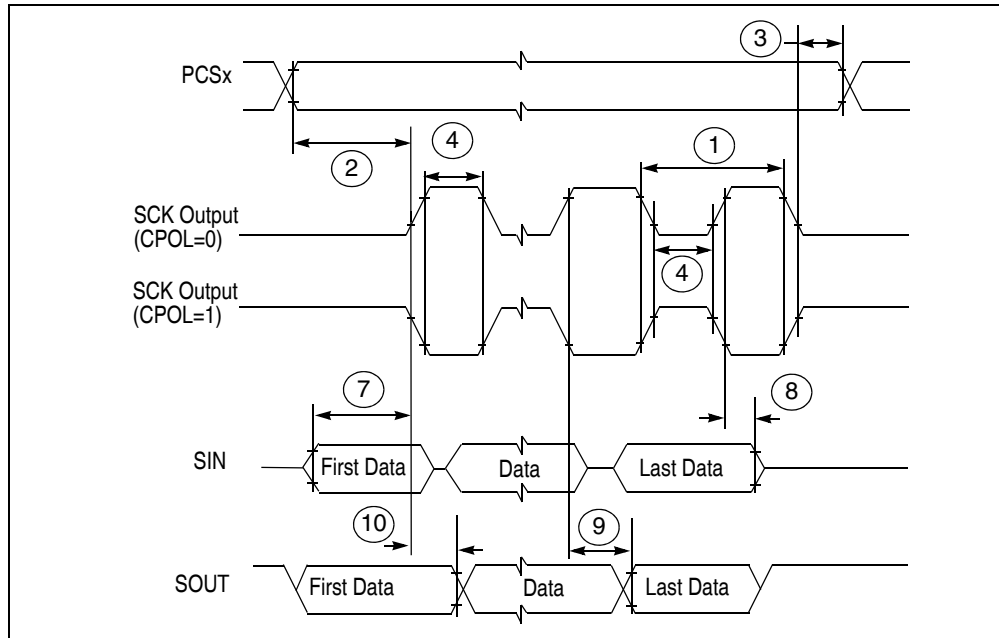 3
PCSx
2
4
1
SCK Output
(CPOL=0)
4
SCK Output
(CPOL=1)
7
8
SIN
First Data
Data
Last Data
10
9
SOUT
First Data
Data
Last Data